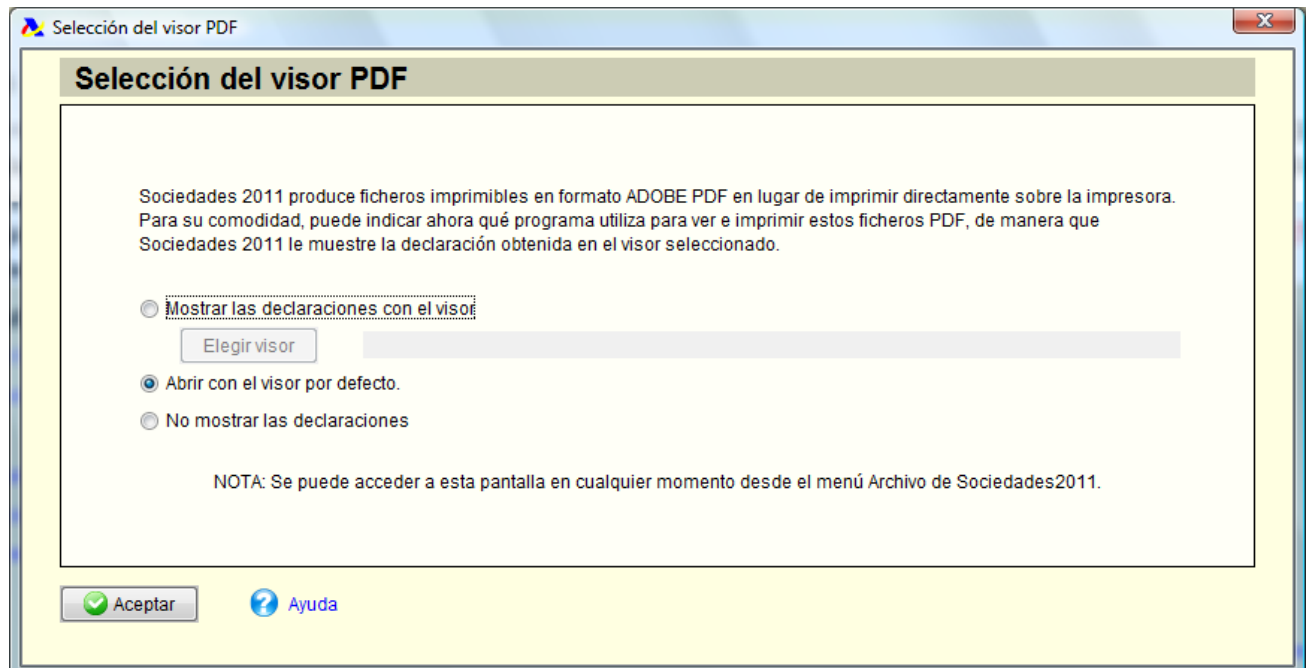 Selección del visor PDF
Selección del visor PDF
Sociedades 2011 produce ficheros imprimibles en formato ADOBE PDF en lugar de imprimir directamente sobre la impresora.
Para su comodidad, puede indicar ahora qué programa utiliza para ver e imprimir estos ficheros PDF, de manera que
Sociedades 2011 le muestre la declaración obtenida en el visor seleccionado.
Mostrar las declaraciones con el visor
Elegir visor
Abrir con el visor por defecto.
No mostrar las declaraciones
NOTA: Se puede acceder a esta pantalla en cualquier momento desde el menú Archivo de Sociedades2011.
Aceptar
Ayuda